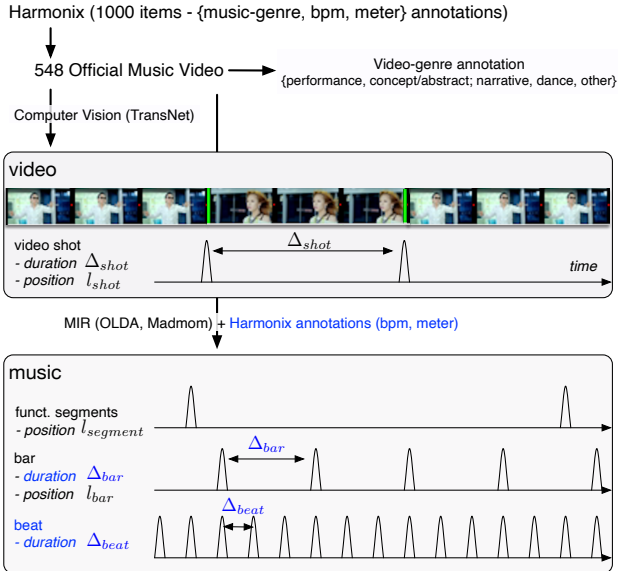 Harmonix (1000 items - {music-genre, bpm, meter} annotations)
548 Official Music Video
Video-genre annotation
{performance, concept/abstract; narrative, dance, other}
Computer Vision (TransNet)
video
video shot
- duration Δshot
- position lshot
Δshot
time
MIR (OLDA, Madmom) + Harmonix annotations (bpm, meter)
music
funct. segments
- position lsegment
bar
- duration Δbar
- position lbar
Δbar
beat
- duration Δbeat
Δbeat